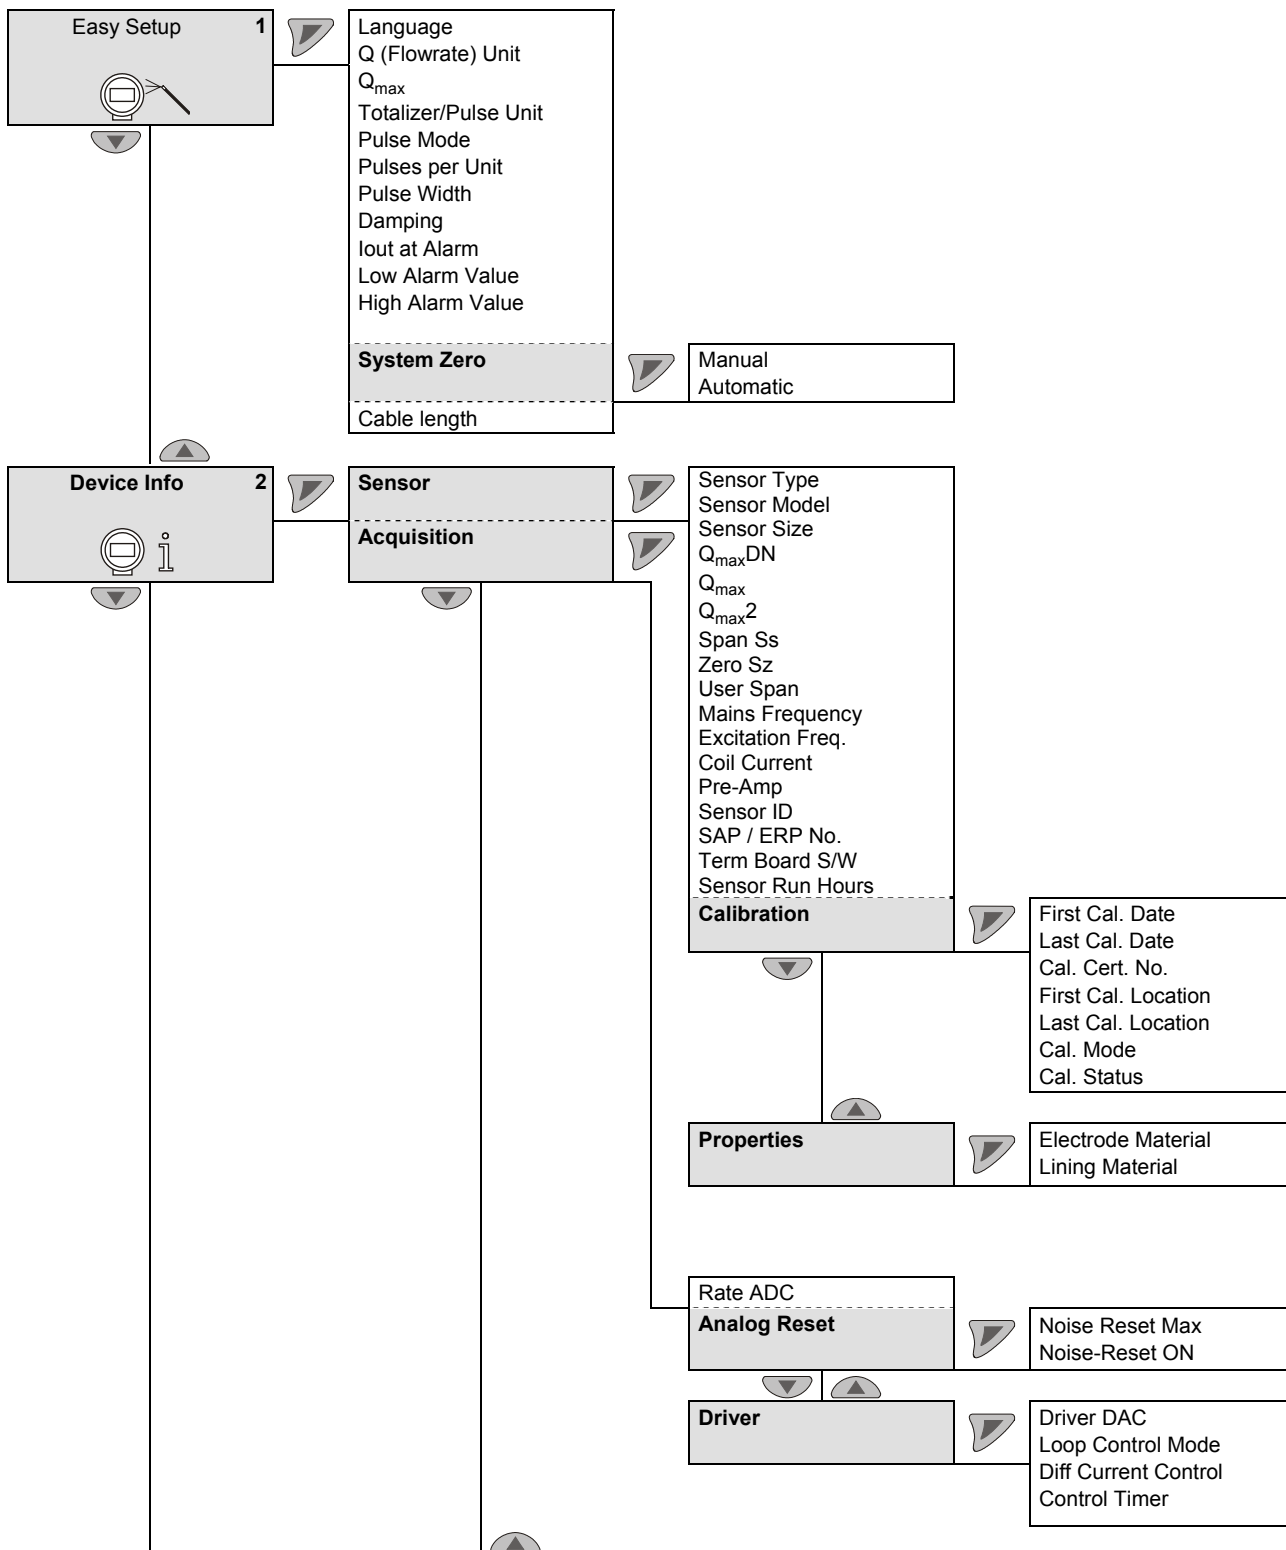 Easy Setup 1
Language
Q (Flowrate) Unit
Qmax
Totalizer/Pulse Unit
Pulse Mode
Pulses per Unit
Pulse Width
Damping
Iout at Alarm
Low Alarm Value
High Alarm Value
System Zero
Manual
Automatic
Cable length
Device Info 2
i
Sensor
Acquisition
Sensor Type
Sensor Model
Sensor Size
QmaxDN
Qmax
Qmax2
Span Ss
Zero Sz
User Span
Mains Frequency
Excitation Freq.
Coil Current
Pre-Amp
Sensor ID
SAP / ERP No.
Term Board S/W
Sensor Run Hours
Calibration
First Cal. Date
Last Cal. Date
Cal. Cert. No.
First Cal. Location
Last Cal. Location
Cal. Mode
Cal. Status
Properties
Electrode Material
Lining Material
Rate ADC
Analog Reset
Noise Reset Max
Noise-Reset ON
Driver
Driver DAC
Loop Control Mode
Diff Current Control
Control Timer